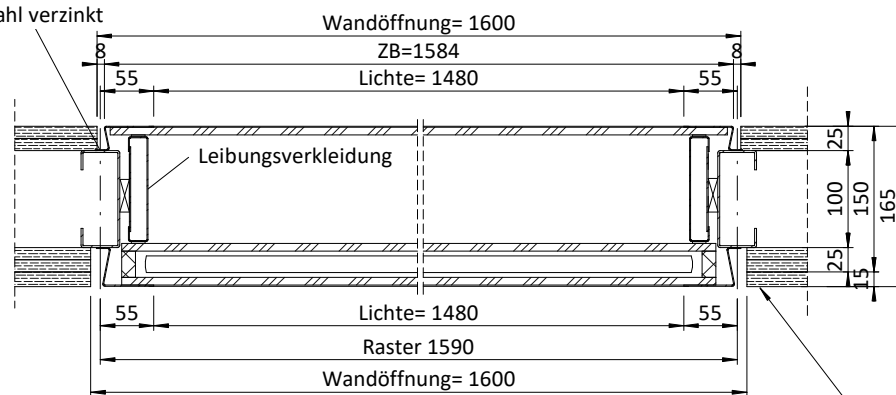 ahl verzinkt
Wandöffnung= 1600
8 ZB=1584 8
55 Lichte= 1480 55
Leibungsverkleidung
25
100 150 165
25
15
55 Lichte= 1480 55
Raster 1590
Wandöffnung= 1600